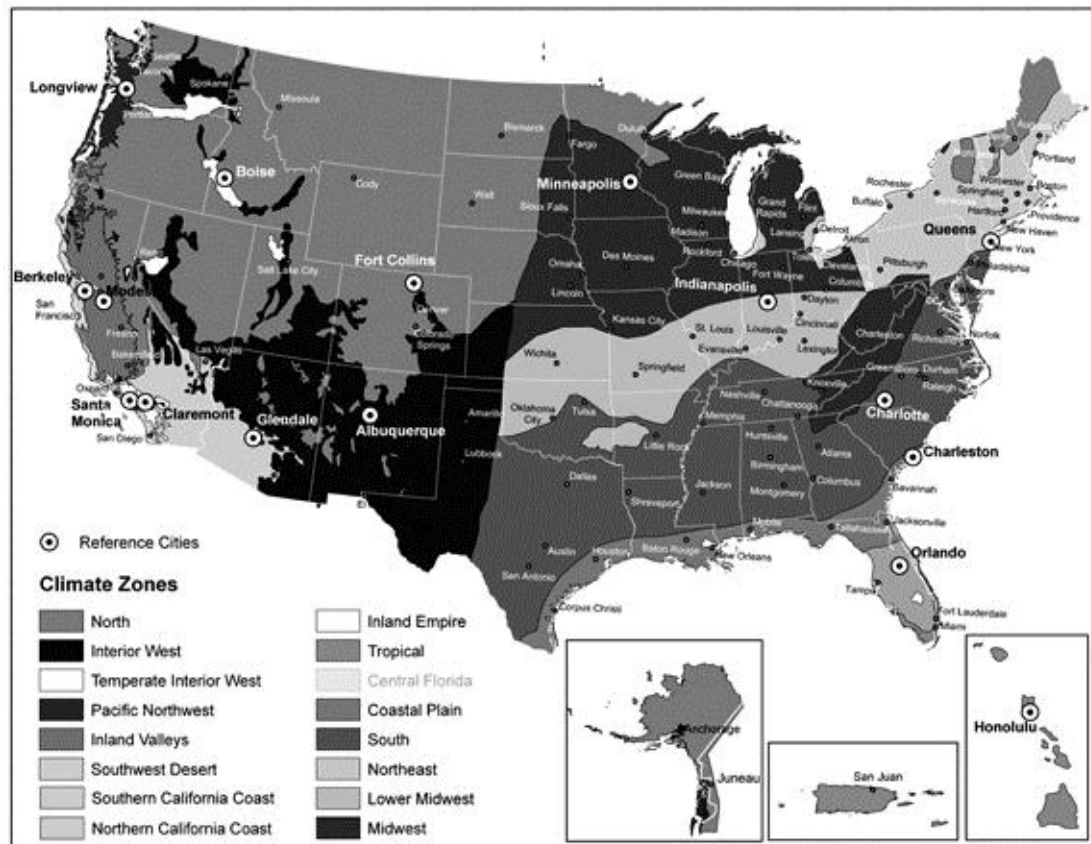 Seattle
Tacoma
Longview
Spokane
Portland
Missoula
Bismarck
Fargo
Duluth
Boise
Cody
Wall
Minneapolis
Green Bay
Sioux Falls
Milwaukee
Madison
Grand
Rapids
Flint
Lansing
Detroit
Rochester
Buffalo
Worcester
Springfield
Hartford
Portland
Boston
Providence
New Haven
New York
Queens
Akron
Pittsburgh
Reno
Salt Lake City
Fort Collins
Denver
Colorado
Springs
Omaha
Lincoln
Des Moines
Rockford
Chicago
Fort Wayne
Indianapolis
Dayton
Cincinnati
Berkeley
San
Francisco
Fresno
Bakersfield
Las Vegas
Kansas City
Wichita
St. Louis
Evansville
Louisville
Lexington
Charleston
Richmond
Norfolk
Springfield
Santa
Monica
Claremont
San Diego
Glendale
Albuquerque
Amarillo
Lubbock
Oklahoma
City
Tulsa
Little Rock
Memphis
Nashville
Knoxville
Chattanooga
Greensboro
Durham
Raleigh
Charlotte
Charleston
Huntsville
Atlanta
Birmingham
Montgomery
Columbus
Savannah
Dallas
Shreveport
Jackson
Austin
San Antonio
Houston
Baton Rouge
New Orleans
Mobile
Tallahassee
Jacksonville
Corpus Christi
Orlando
Tampa
Fort Lauderdale
Miami
Reference Cities
Climate Zones
North
Interior West
Temperate Interior West
Pacific Northwest
Inland Valleys
Southwest Desert
Southern California Coast
Northern California Coast
Inland Empire
Tropical
Central Florida
Coastal Plain
South
Northeast
Lower Midwest
Midwest
Anchorage
Juneau
San Juan
Honolulu